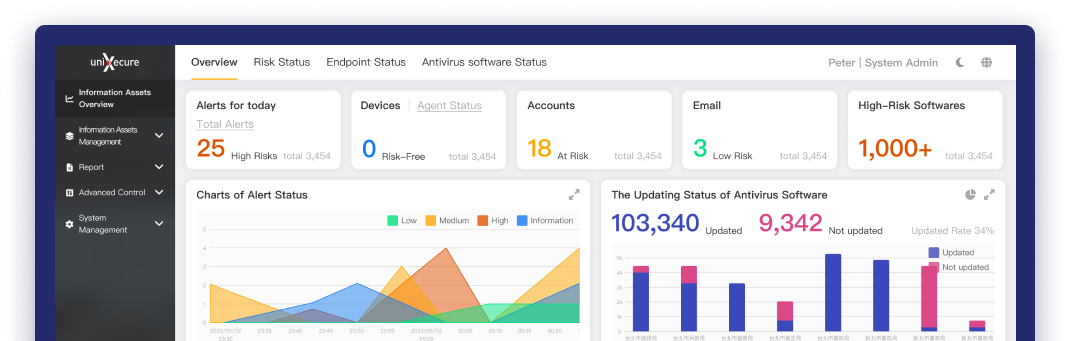 uniXecure
Overview Risk Status Endpoint Status Antivirus software Status
Peter | System Admin
Information Assets
Overview
Information Assets
Management
Report
Advanced Control
System
Management
Alerts for today
Total Alerts
25 High Risks total 3,454
Devices Agent Status
0 Risk-Free total 3,454
Accounts
18 At Risk total 3,454
Email
3 Low Risk total 3,454
High-Risk Softwares
1,000+ total 3,454
Charts of Alert Status
Low Medium High Information
5
4
3
2
1
0
2022/05/02 23:35 23:40 23:45 23:50 23:55 2022/05/03 00:05 00:10 00:15 00:20
23:30 00:00
The Updating Status of Antivirus Software
103,340 Updated 9,342 Not updated Updated Rate 34%
Updated
Not updated
5k
4k
3k
2k
1k
0